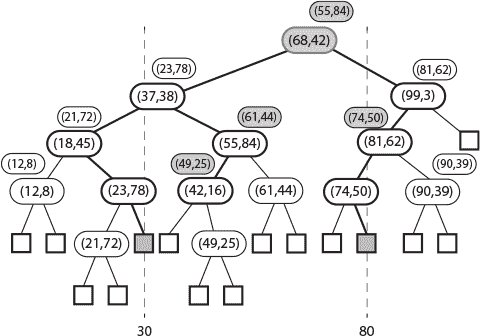 (55,84)
(68,42)
(23,78) (81,62)
(37,38) (99,3)
(21,72) (61,44) (74,50)
(18,45) (55,84) (81,62)
(12,8) (49,25) (90,39)
(12,8) (23,78) (42,16) (61,44) (74,50) (90,39)
(21,72) (49,25)
30 80